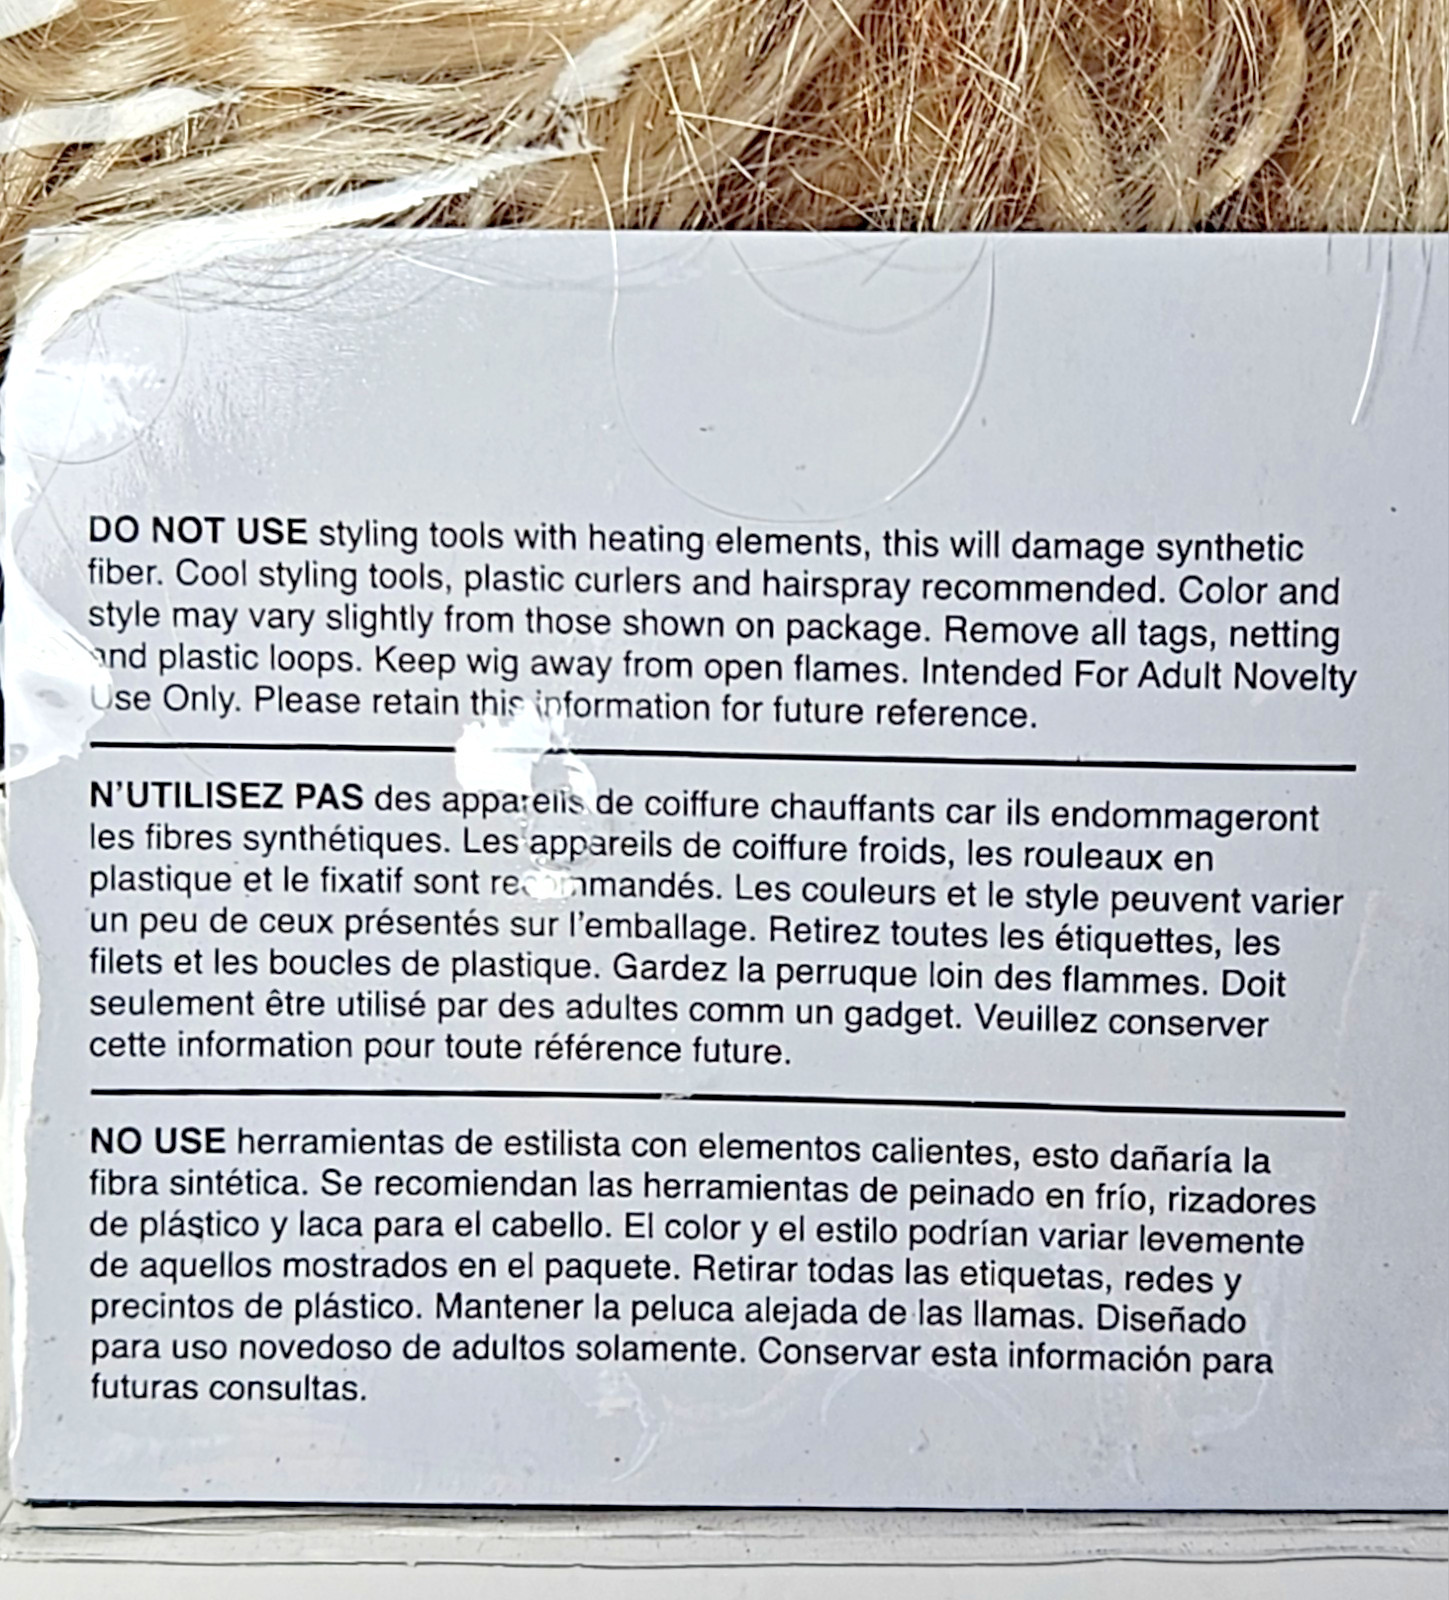 DO NOT USE styling tools with heating elements, this will damage synthetic
fiber. Cool styling tools, plastic curlers and hairspray recommended. Color and
style may vary slightly from those shown on package. Remove all tags, netting
and plastic loops. Keep wig away from open flames. Intended For Adult Novelty
Use Only. Please retain this information for future reference.
N'UTILISEZ PAS des appareils de coiffure chauffants car ils endommageront
les fibres synthétiques. Les appareils de coiffure froids, les rouleaux en
plastique et le fixatif sont recommandés. Les couleurs et le style peuvent varier
un peu de ceux présentés sur l'emballage. Retirez toutes les étiquettes, les
filets et les boucles de plastique. Gardez la perruque loin des flammes. Doit
seulement être utilisé par des adultes comm un gadget. Veuillez conserver
cette information pour toute référence future.
NO USE herramientas de estilista con elementos calientes, esto dañaría la
fibra sintética. Se recomiendan las herramientas de peinado en frío, rizadores
de plástico y laca para el cabello. El color y el estilo podrían variar levemente
de aquellos mostrados en el paquete. Retirar todas las etiquetas, redes y
precintos de plástico. Mantener la peluca alejada de las llamas. Diseñado
para uso novedoso de adultos solamente. Conservar esta información para
futuras consultas.